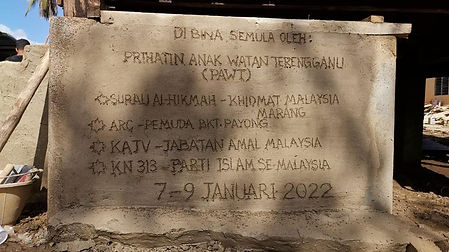 DI BINA SEMULA OLEH:
PRIHATIN ANAK WATAN TERENGGANU
(PAWT)
SURAU AL-HIKMAH - KHIDMAT MALAYSIA
MARANG
ARC - PEMUDA BKT. PAYONG
KAJV - JABATAN AMAL MALAYSIA
KN 313 - PARTI ISLAM SE-MALAYSIA
7-9 JANUARI 2022